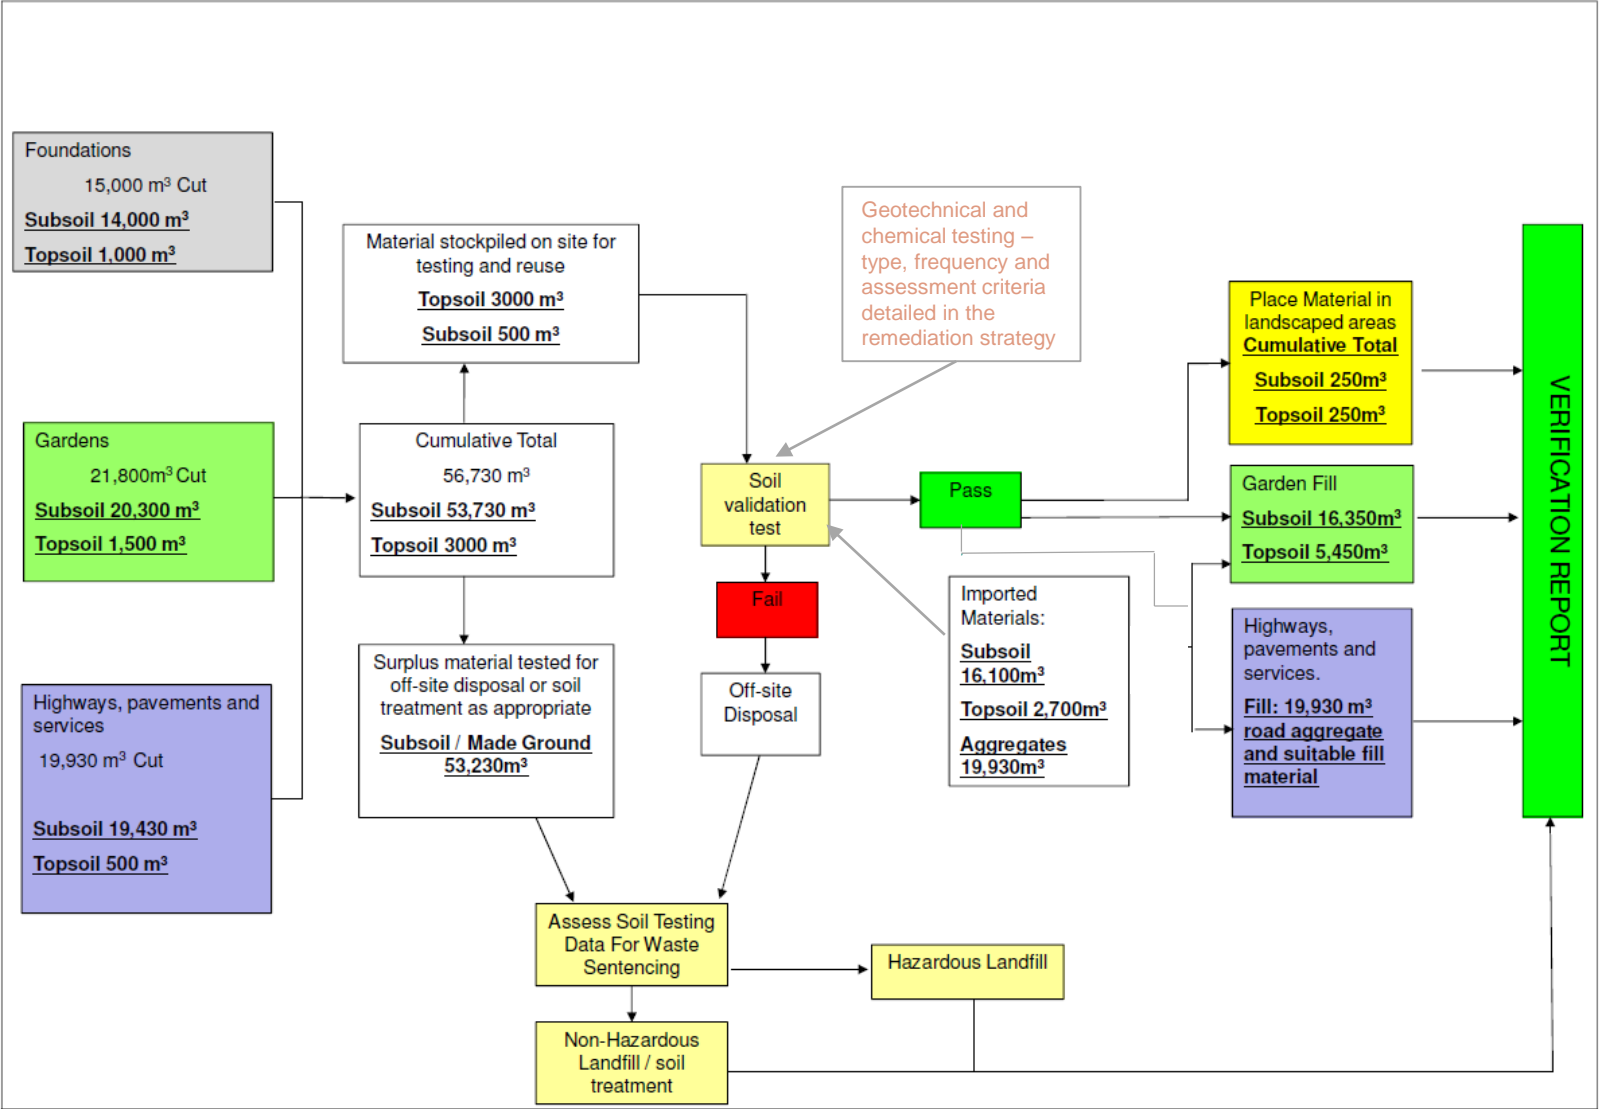 Foundations
15,000 m³ Cut
Subsoil 14,000 m³
Topsoil 1,000 m³
Gardens
21,800m³ Cut
Subsoil 20,300 m³
Topsoil 1,500 m³
Highways, pavements and
services
19,930 m³ Cut
Subsoil 19,430 m³
Topsoil 500 m³
Material stockpiled on site for
testing and reuse
Topsoil 3000 m³
Subsoil 500 m³
Cumulative Total
56,730 m³
Subsoil 53,730 m³
Topsoil 3000 m³
Surplus material tested for
off-site disposal or soil
treatment as appropriate
Subsoil / Made Ground
53,230m³
Geotechnical and
chemical testing –
type, frequency and
assessment criteria
detailed in the
remediation strategy
Soil
validation
test
Pass
Fail
Off-site
Disposal
Imported
Materials:
Subsoil
16,100m³
Topsoil 2,700m³
Aggregates
19,930m³
Place Material in
landscaped areas
Cumulative Total
Subsoil 250m³
Topsoil 250m³
Garden Fill
Subsoil 16,350m³
Topsoil 5,450m³
Highways,
pavements and
services.
Fill: 19,930 m³
road aggregate
and suitable fill
material
VERIFICATION REPORT
Assess Soil Testing
Data For Waste
Sentencing
Hazardous Landfill
Non-Hazardous
Landfill / soil
treatment